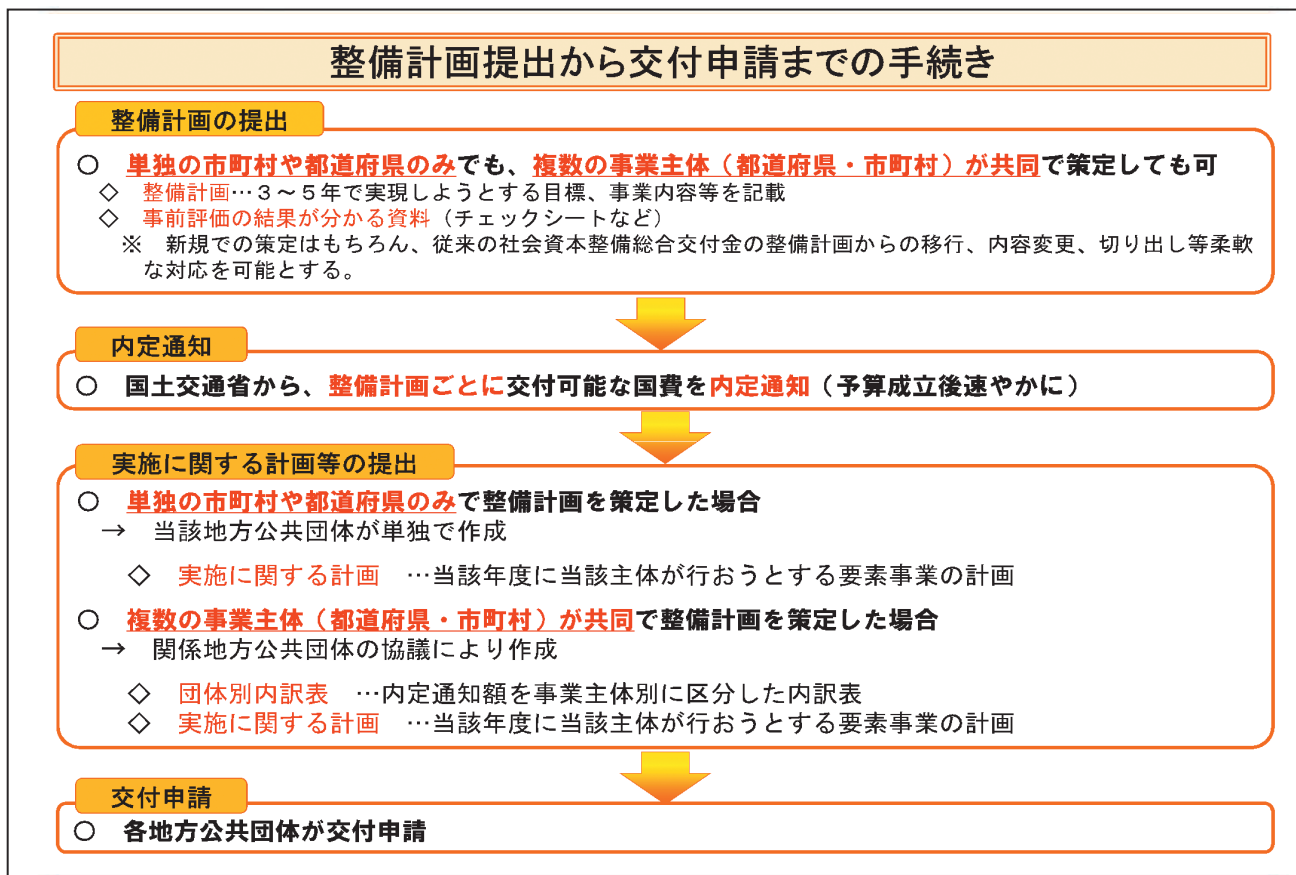 整備計画提出から交付申請までの手続き
整備計画の提出
○　単独の市町村や都道府県のみでも、複数の事業主体（都道府県・市町村）が共同で策定しても可
◇　整備計画…３～５年で実現しようとする目標、事業内容等を記載
◇　事前評価の結果が分かる資料（チェックシートなど）
※　新規での策定はもちろん、従来の社会資本整備総合交付金の整備計画からの移行、内容変更、切り出し等柔軟
な対応を可能とする。
内定通知
○　国土交通省から、整備計画ごとに交付可能な国費を内定通知（予算成立後速やかに）
実施に関する計画等の提出
○　単独の市町村や都道府県のみで整備計画を策定した場合
→　当該地方公共団体が単独で作成
◇　実施に関する計画　…当該年度に当該主体が行おうとする要素事業の計画
○　複数の事業主体（都道府県・市町村）が共同で整備計画を策定した場合
→　関係地方公共団体の協議により作成
◇　団体別内訳表　…内定通知額を事業主体別に区分した内訳表
◇　実施に関する計画　…当該年度に当該主体が行おうとする要素事業の計画
交付申請
○　各地方公共団体が交付申請